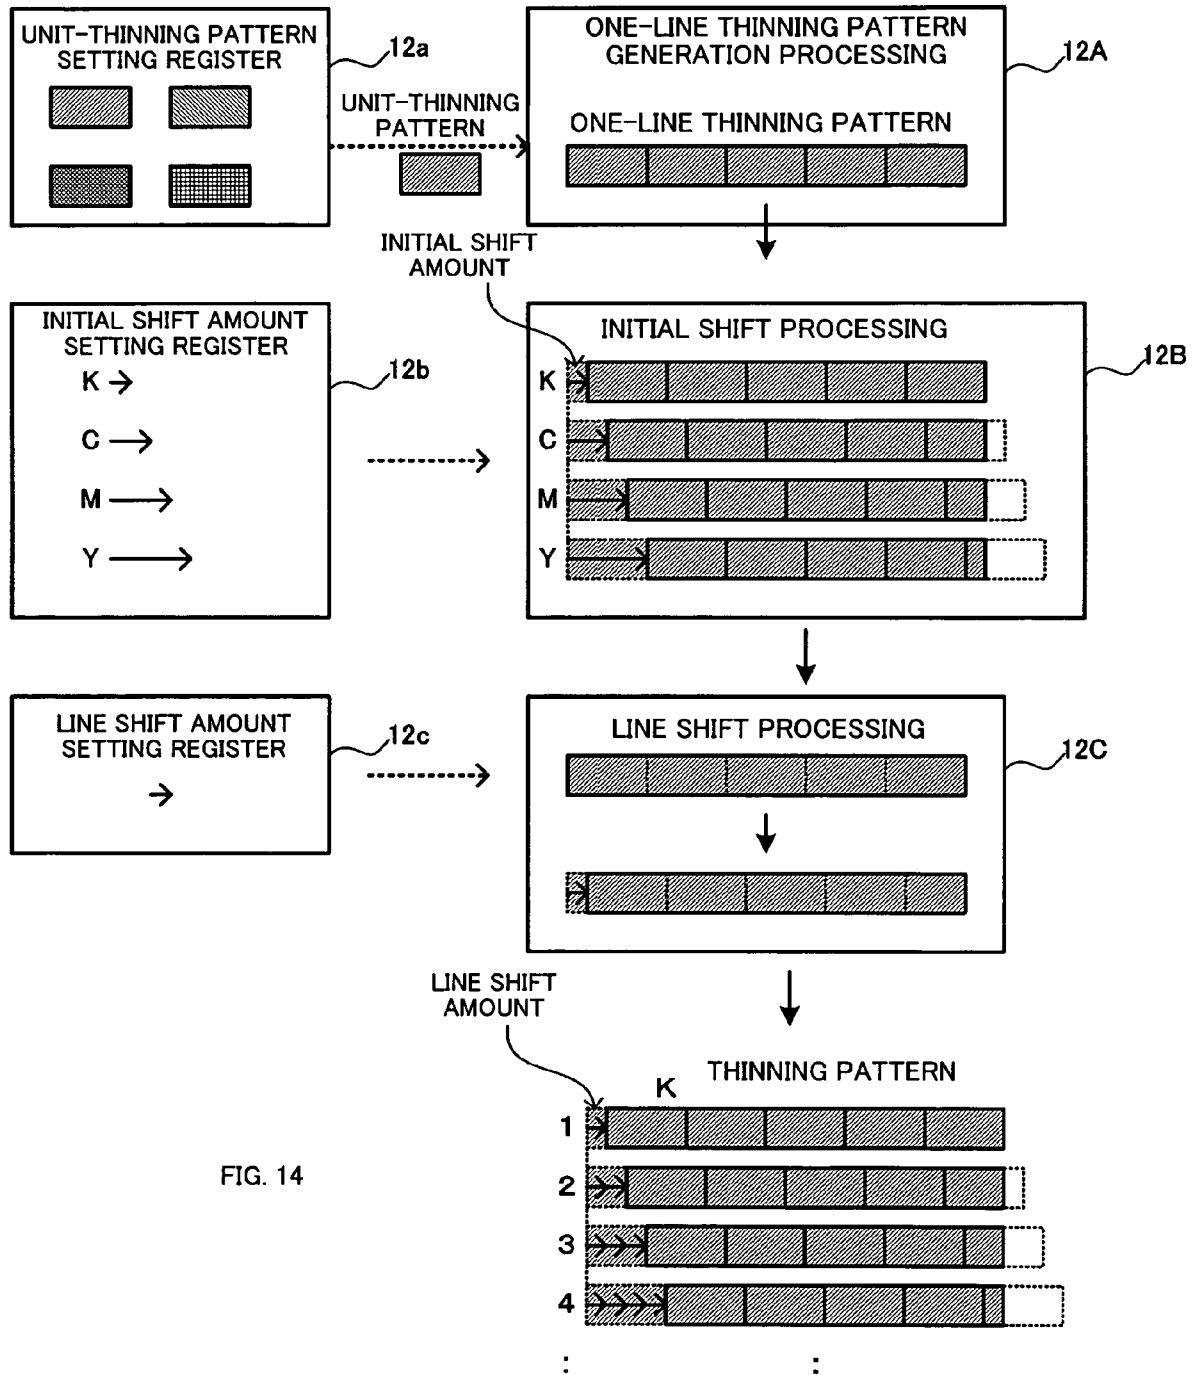 UNIT-THINNING PATTERN
SETTING REGISTER
12a
UNIT-THINNING
PATTERN
ONE-LINE THINNING PATTERN
GENERATION PROCESSING
12A
ONE-LINE THINNING PATTERN
INITIAL SHIFT
AMOUNT
INITIAL SHIFT AMOUNT
SETTING REGISTER
12b
K
C
M
Y
INITIAL SHIFT PROCESSING
12B
K
C
M
Y
LINE SHIFT AMOUNT
SETTING REGISTER
12c
LINE SHIFT PROCESSING
12C
LINE SHIFT
AMOUNT
THINNING PATTERN
K
1
2
3
4
: :
FIG. 14